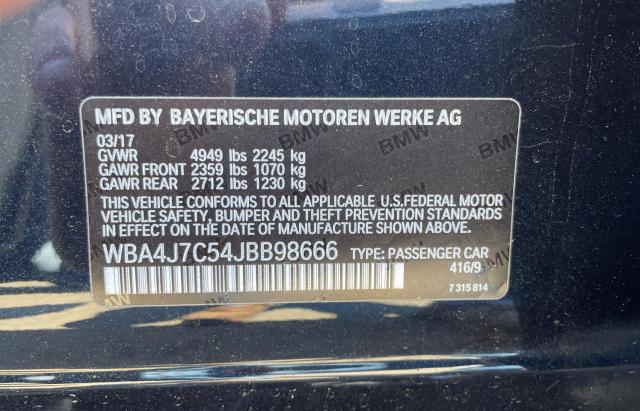 MFD BY BAYERISCHE MOTOREN WERKE AG
03/17
GVWR 4949 lbs 2245 kg
GAWR FRONT 2359 lbs 1070 kg
GAWR REAR 2712 lbs 1230 kg
THIS VEHICLE CONFORMS TO ALL APPLICABLE U.S.FEDERAL MOTOR
VEHICLE SAFETY, BUMPER AND THEFT PREVENTION STANDARDS
IN EFFECT ON THE DATE OF MANUFACTURE SHOWN ABOVE.
WBA4J7C54JBB98666 TYPE: PASSENGER CAR
416/9
7 315 814